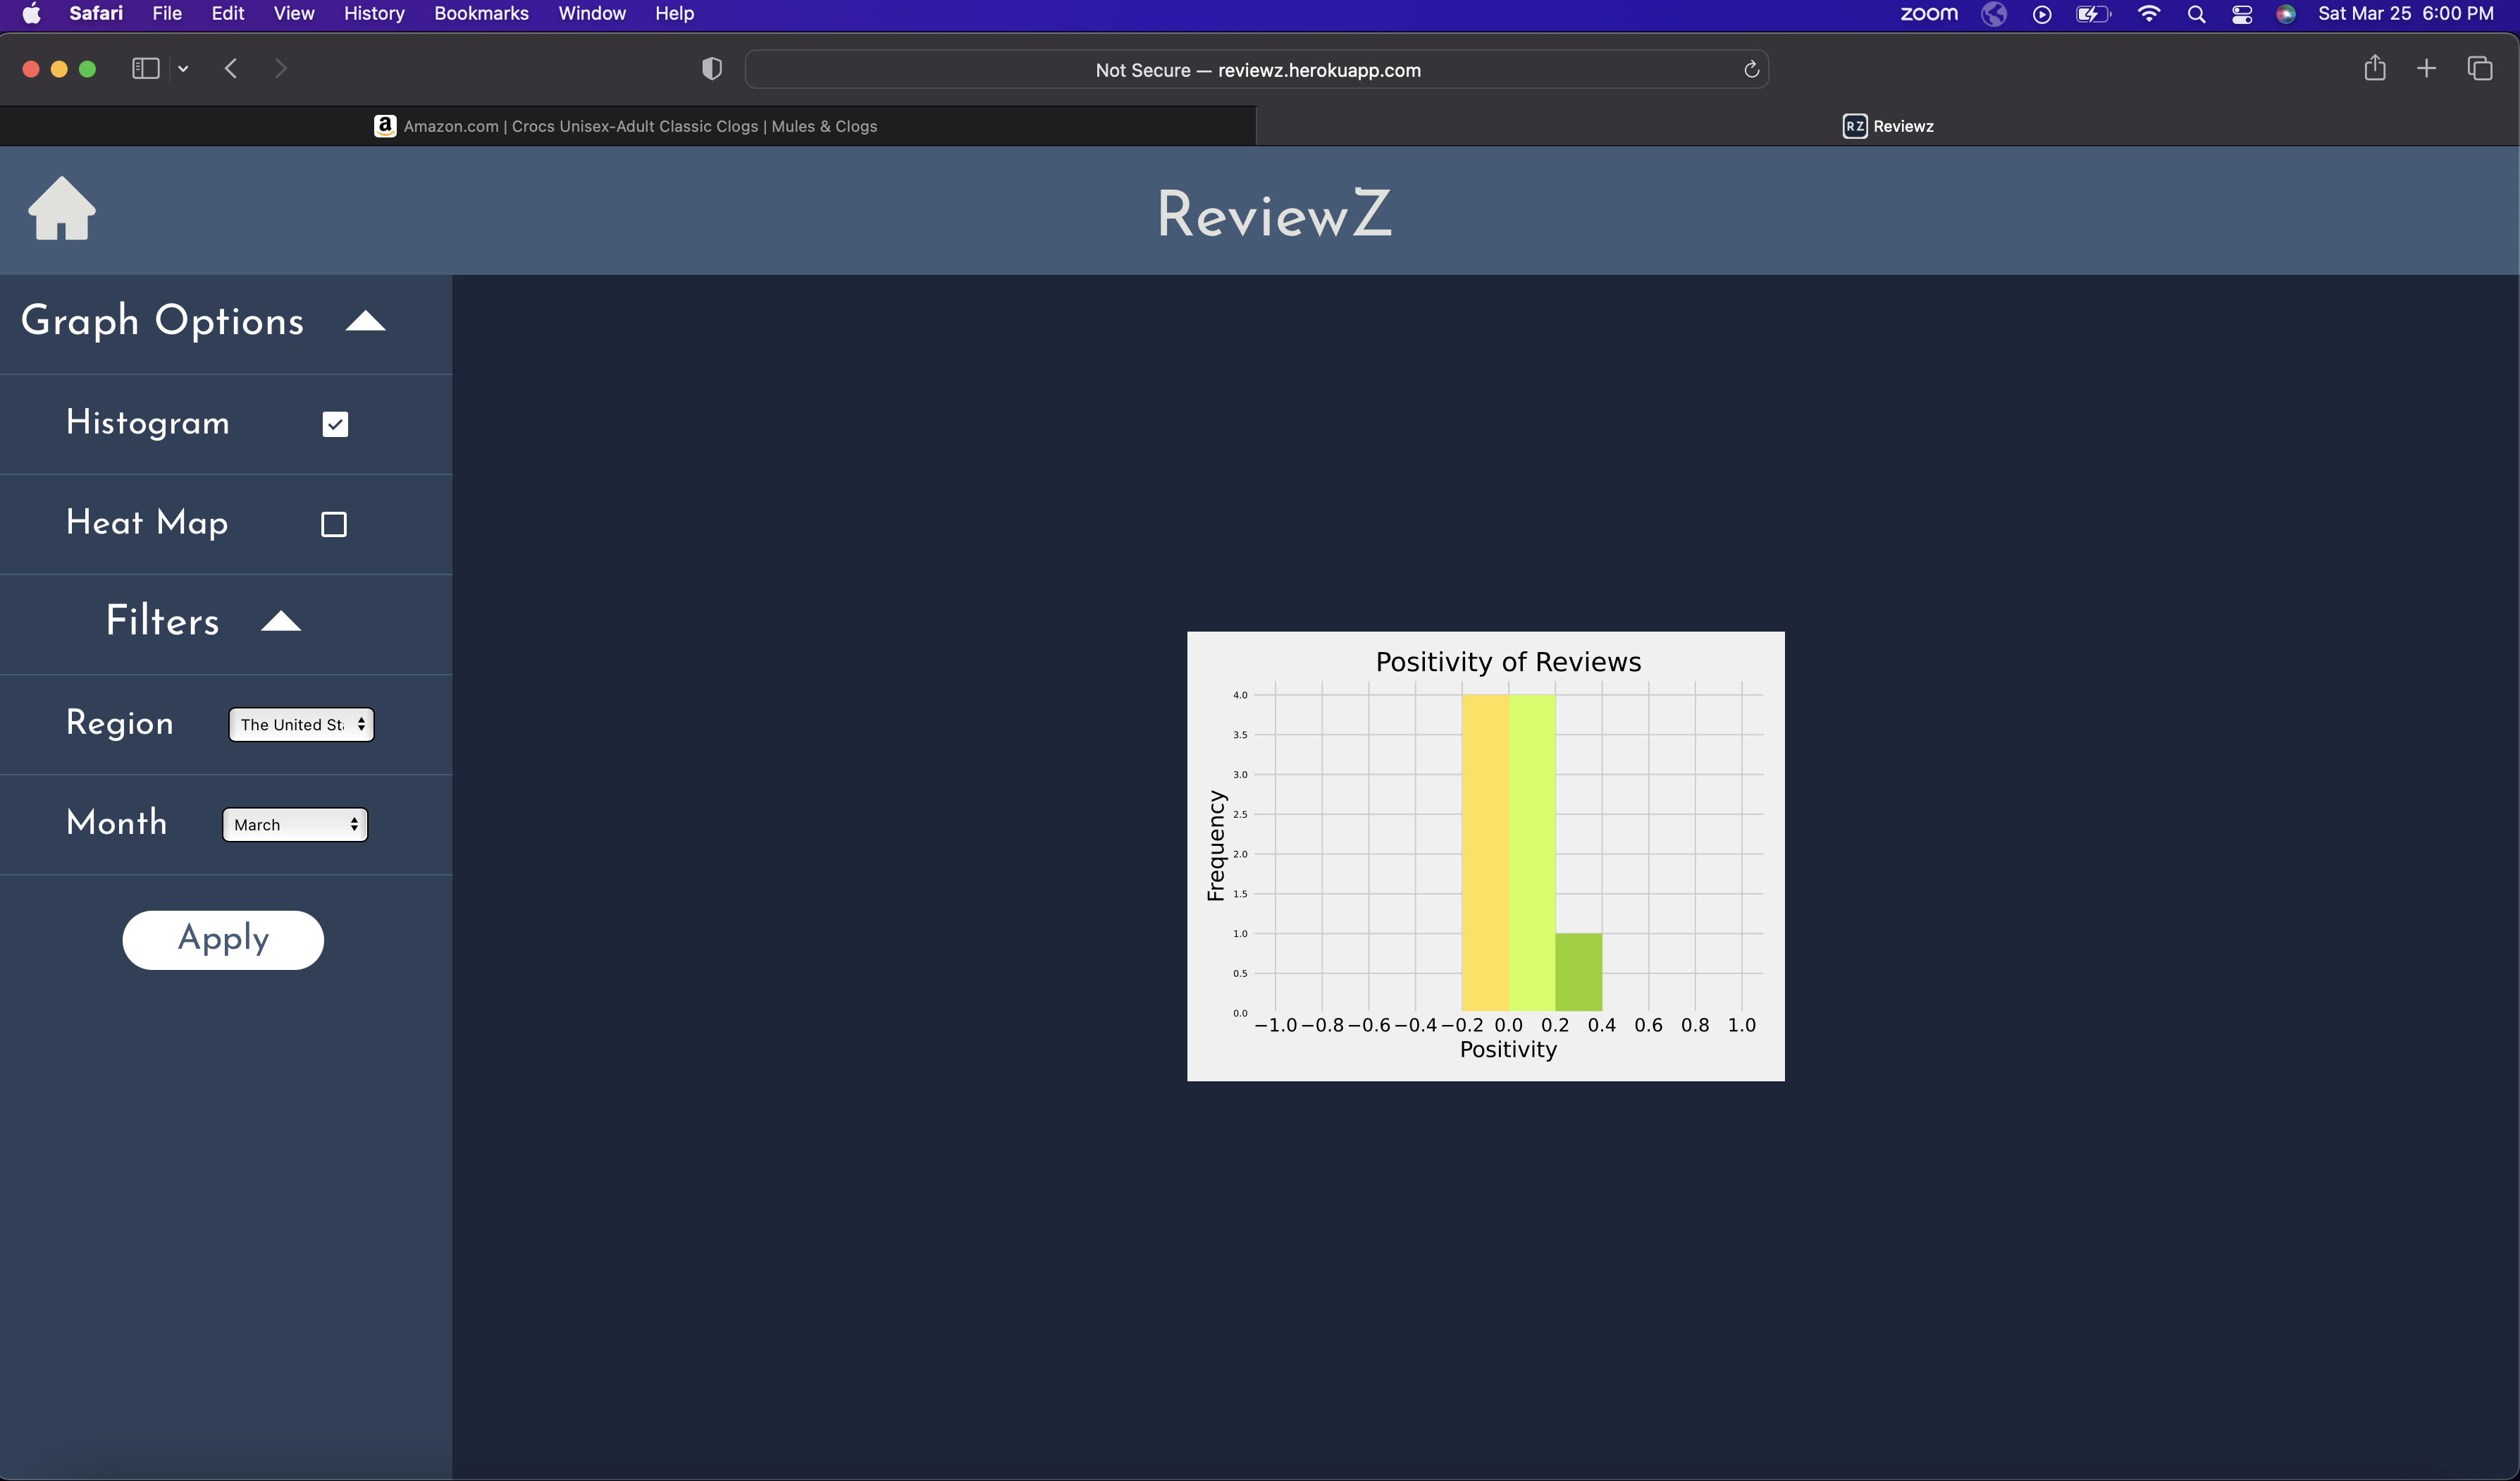 Safari File Edit View History Bookmarks Window Help zoom Sat Mar 25 6:00 PM
Not Secure — reviewz.herokuapp.com
a Amazon.com | Crocs Unisex-Adult Classic Clogs | Mules & Clogs RZ Reviewz
ReviewZ
Graph Options
Histogram
Heat Map
Filters
Region The United St
Month March
Apply
Positivity of Reviews
4.0
3.5
3.0
2.5
2.0
1.5
1.0
0.5
0.0
Frequency
−1.0 −0.8 −0.6 −0.4 −0.2 0.0 0.2 0.4 0.6 0.8 1.0
Positivity